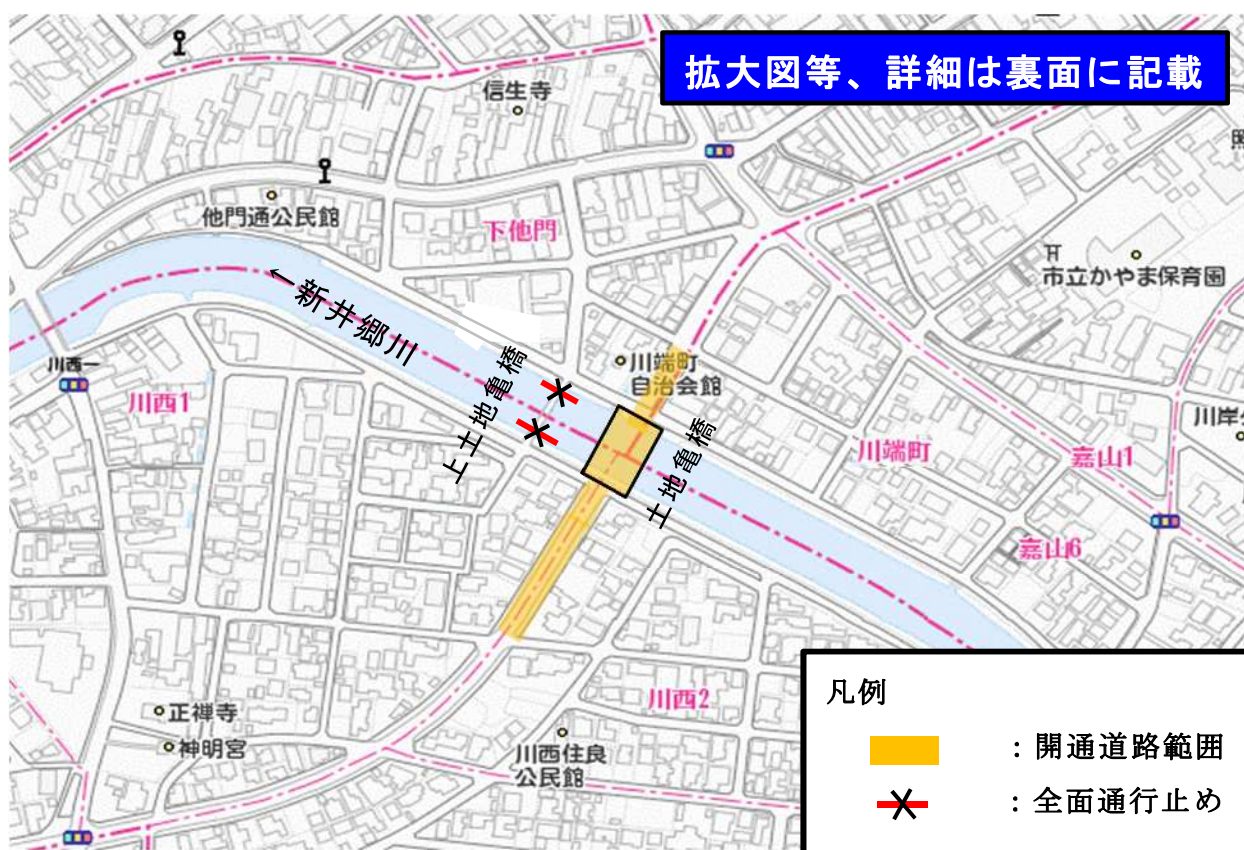 拡大図等、詳細は裏面に記載
信生寺
他門通公民館
下他門
市立かやま保育園
←新井郷川
川西一
川西1
上土地亀橋
川端町
自治会館
土地亀橋
川端町
嘉山1
川岸
嘉山6
川西2
正禅寺
神明宮
川西住良
公民館
凡例
：開通道路範囲
：全面通行止め